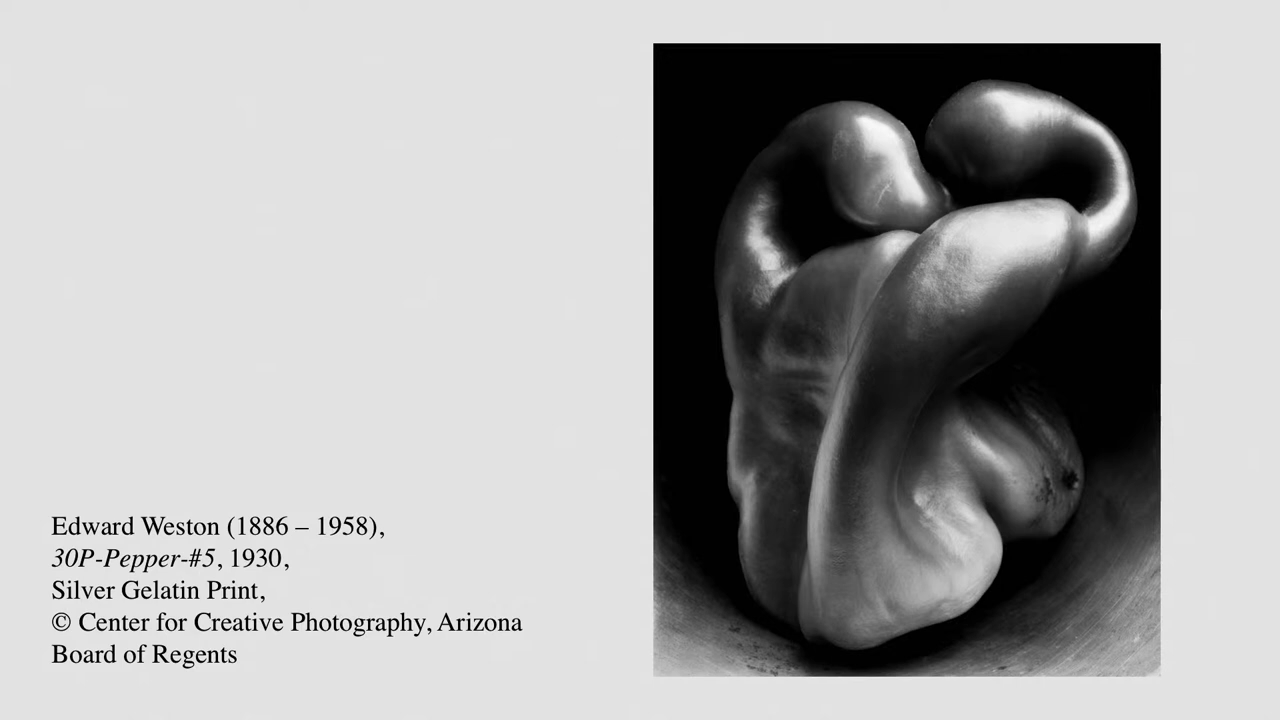 Edward Weston (1886 – 1958),
30P-Pepper-#5, 1930,
Silver Gelatin Print,
© Center for Creative Photography, Arizona
Board of Regents